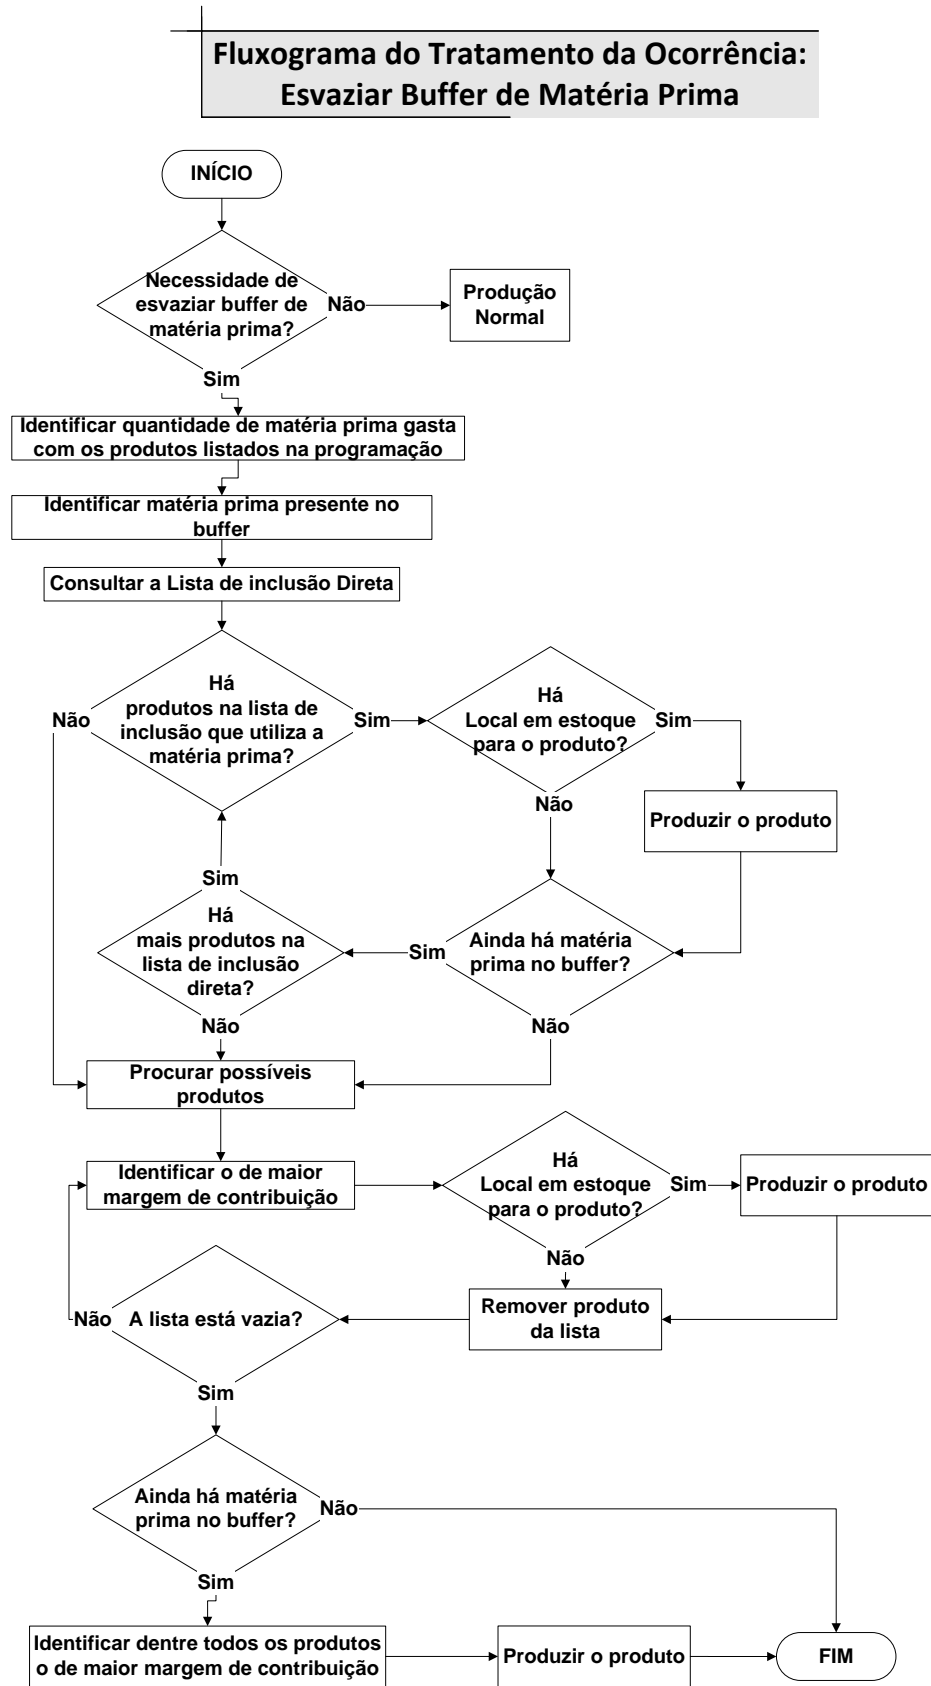 Fluxograma do Tratamento da Ocorrência:
Esvaziar Buffer de Matéria Prima
INÍCIO
Necessidade de
esvaziar buffer de
matéria prima?
Não
Produção
Normal
Sim
Identificar quantidade de matéria prima gasta
com os produtos listados na programação
Identificar matéria prima presente no
buffer
Consultar a Lista de inclusão Direta
Há
produtos na lista de
inclusão que utiliza a
matéria prima?
Não
Sim
Há
Local em estoque
para o produto?
Sim
Não
Produzir o produto
Sim
Há
mais produtos na
lista de inclusão
direta?
Sim
Ainda há matéria
prima no buffer?
Não
Não
Procurar possíveis
produtos
Identificar o de maior
margem de contribuição
Há
Local em estoque
para o produto?
Sim
Produzir o produto
Não
Remover produto
da lista
Não
A lista está vazia?
Sim
Ainda há matéria
prima no buffer?
Não
Sim
Identificar dentre todos os produtos
o de maior margem de contribuição
Produzir o produto
FIM